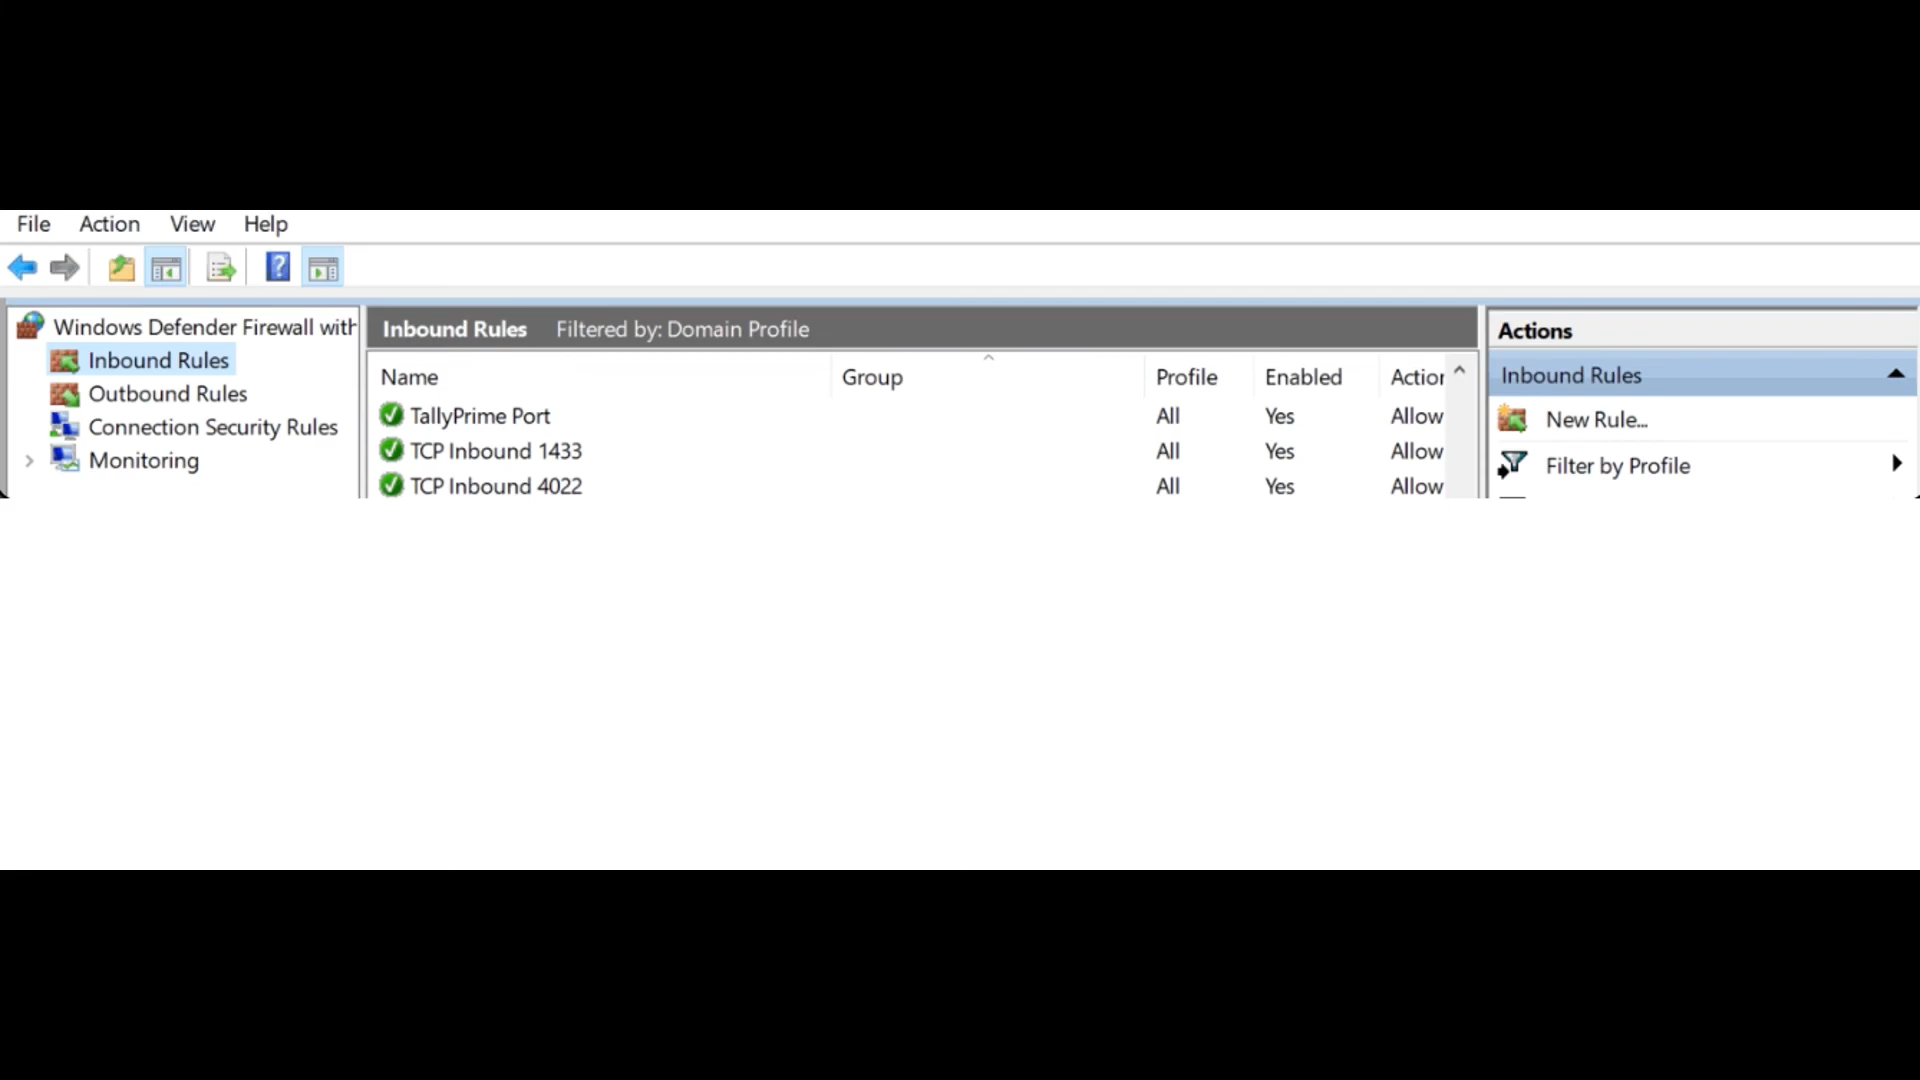 File Action View Help
Windows Defender Firewall with
Inbound Rules
Outbound Rules
Connection Security Rules
Monitoring
Inbound Rules Filtered by: Domain Profile
Name Group Profile Enabled Action
TallyPrime Port All Yes Allow
TCP Inbound 1433 All Yes Allow
TCP Inbound 4022 All Yes Allow
Actions
Inbound Rules
New Rule...
Filter by Profile